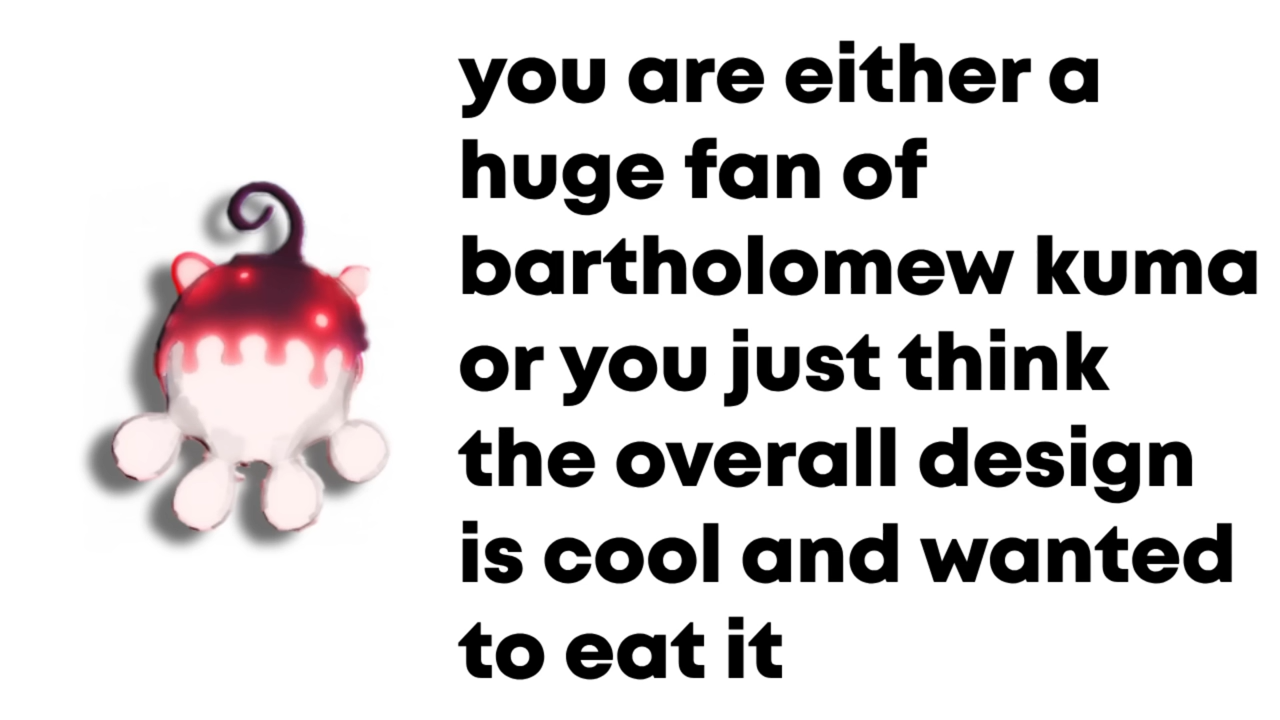 you are either a
huge fan of
bartholomew kuma
or you just think
the overall design
is cool and wanted
to eat it